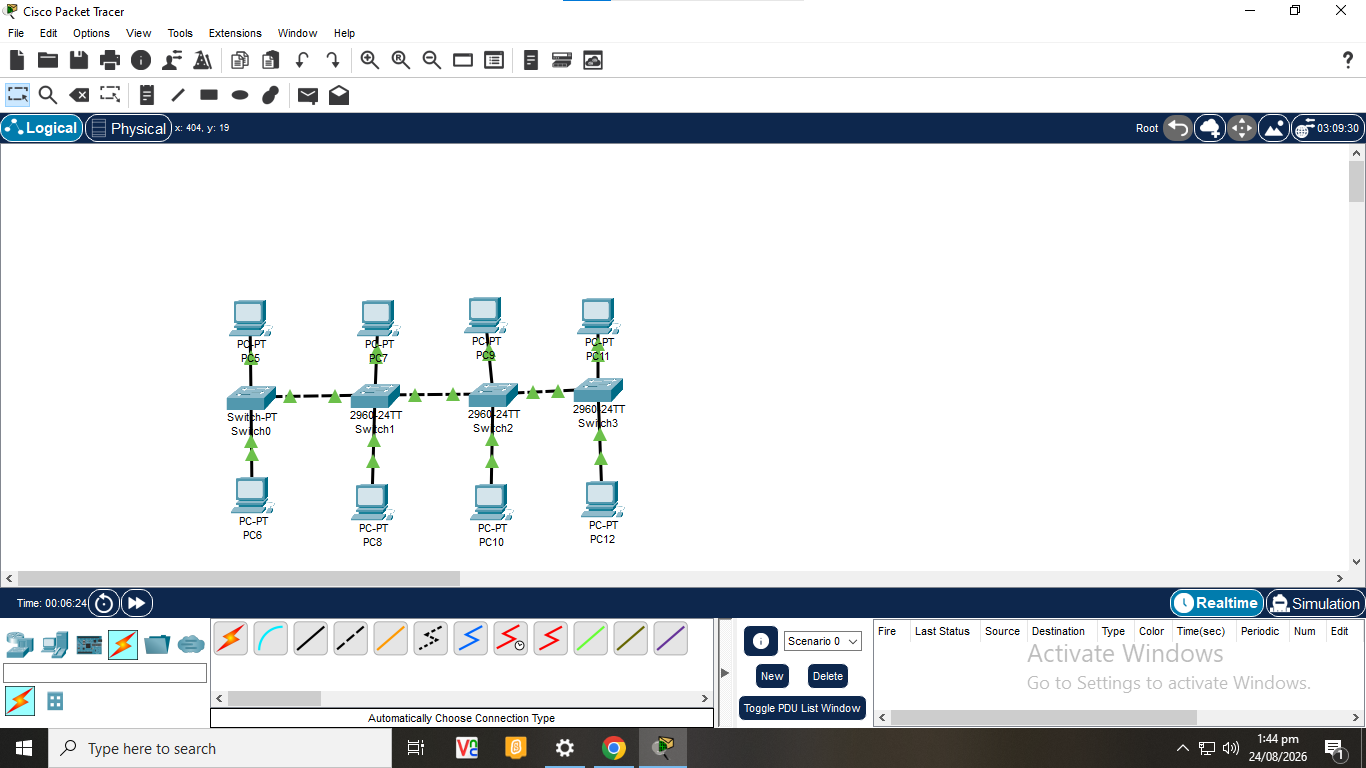 Cisco Packet Tracer
File Edit Options View Tools Extensions Window Help
Logical Physical x: 404, y: 19 Root 03:09:30
PC-PT PC-PT PC-PT PC-PT
PC5 PC7 PC9 PC11
Switch-PT 2960-24TT 2960-24TT 2960-24TT
Switch0 Switch1 Switch2 Switch3
PC-PT PC-PT PC-PT PC-PT
PC6 PC8 PC10 PC12
Time: 00:06:24 Realtime Simulation
Scenario 0
New Delete
Toggle PDU List Window
Fire Last Status Source Destination Type Color Time(sec) Periodic Num Edit
Activate Windows
Go to Settings to activate Windows.
Automatically Choose Connection Type
Type here to search
1:44 pm
24/08/2026
1